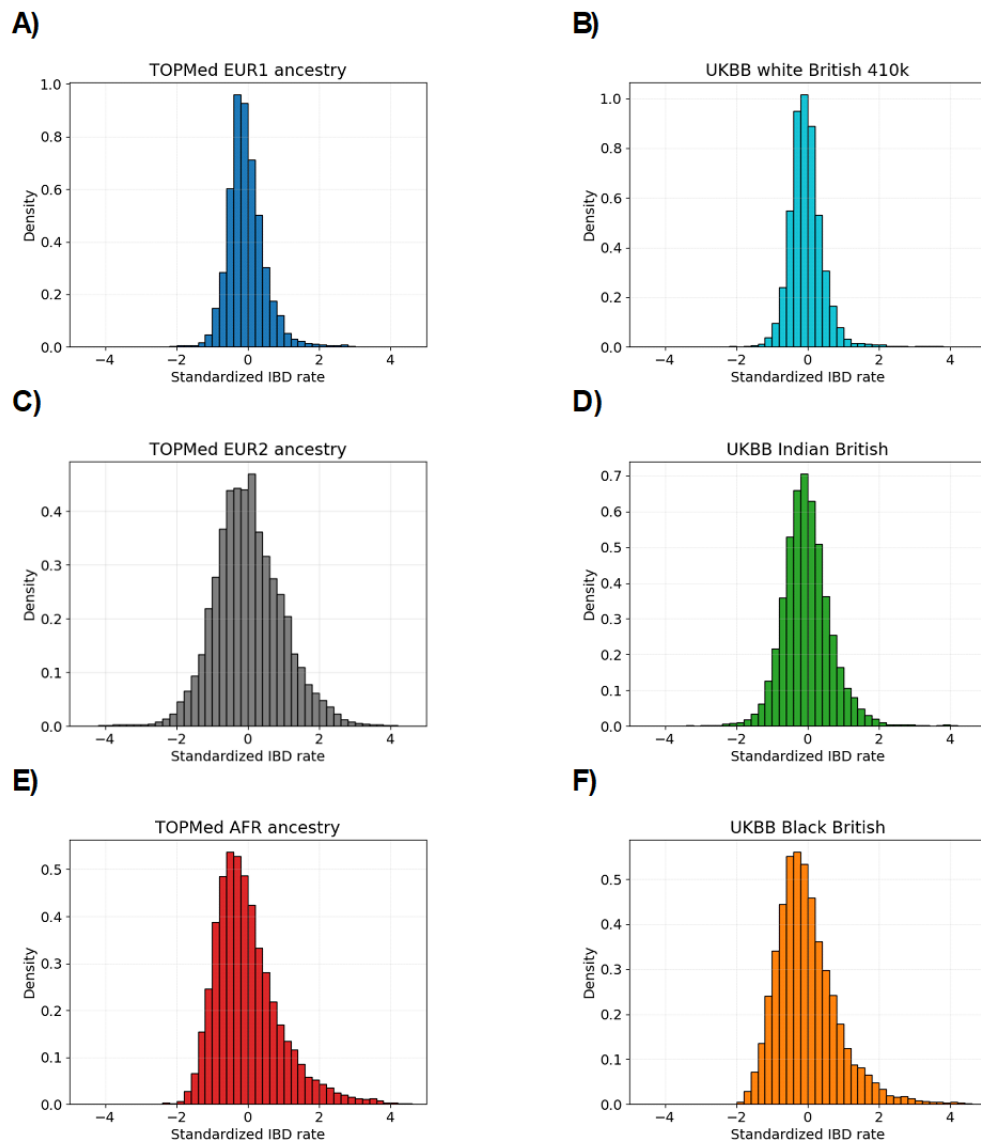 A)
TOPMed EUR1 ancestry
1.0
0.8
0.6
0.4
0.2
0.0
Density
−4 −2 0 2 4
Standardized IBD rate
B)
UKBB white British 410k
1.0
0.8
0.6
0.4
0.2
0.0
Density
−4 −2 0 2 4
Standardized IBD rate
C)
TOPMed EUR2 ancestry
0.4
0.3
0.2
0.1
0.0
Density
−4 −2 0 2 4
Standardized IBD rate
D)
UKBB Indian British
0.7
0.6
0.5
0.4
0.3
0.2
0.1
0.0
Density
−4 −2 0 2 4
Standardized IBD rate
E)
TOPMed AFR ancestry
0.5
0.4
0.3
0.2
0.1
0.0
Density
−4 −2 0 2 4
Standardized IBD rate
F)
UKBB Black British
0.5
0.4
0.3
0.2
0.1
0.0
Density
−4 −2 0 2 4
Standardized IBD rate